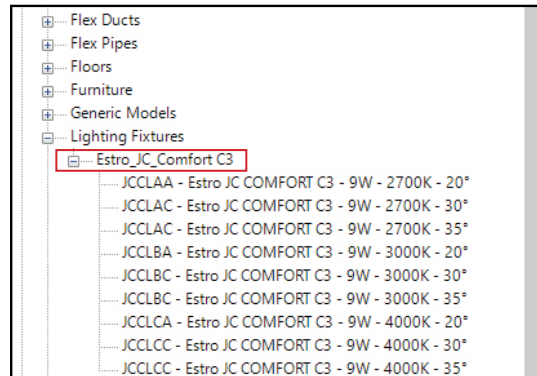 Flex Ducts
Flex Pipes
Floors
Furniture
Generic Models
Lighting Fixtures
Estro_JC_Comfort C3
JCCLAA - Estro JC COMFORT C3 - 9W - 2700K - 20°
JCCLAC - Estro JC COMFORT C3 - 9W - 2700K - 30°
JCCLAC - Estro JC COMFORT C3 - 9W - 2700K - 35°
JCCLBA - Estro JC COMFORT C3 - 9W - 3000K - 20°
JCCLBC - Estro JC COMFORT C3 - 9W - 3000K - 30°
JCCLBC - Estro JC COMFORT C3 - 9W - 3000K - 35°
JCCLCA - Estro JC COMFORT C3 - 9W - 4000K - 20°
JCCLCC - Estro JC COMFORT C3 - 9W - 4000K - 30°
JCCLCC - Estro JC COMFORT C3 - 9W - 4000K - 35°